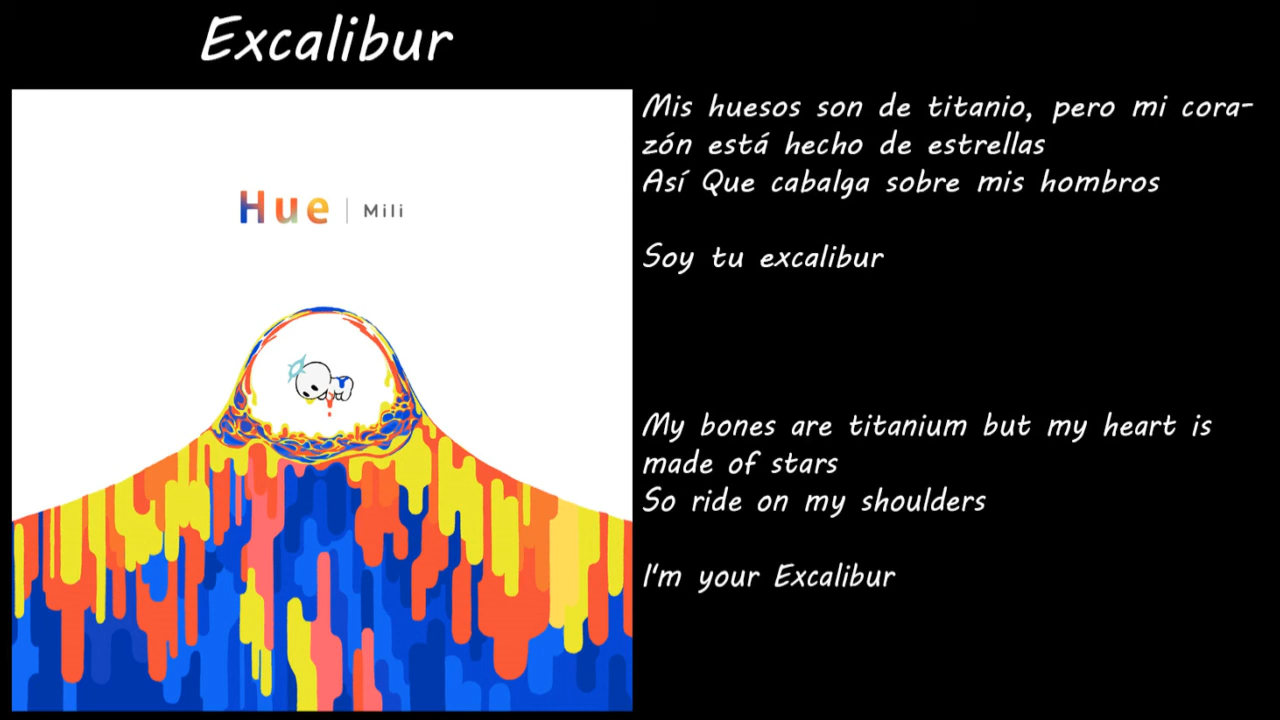 Excalibur
Hue | Mili
Mis huesos son de titanio, pero mi cora-
zón está hecho de estrellas
Así Que cabalga sobre mis hombros
Soy tu excalibur
My bones are titanium but my heart is
made of stars
So ride on my shoulders
I'm your Excalibur